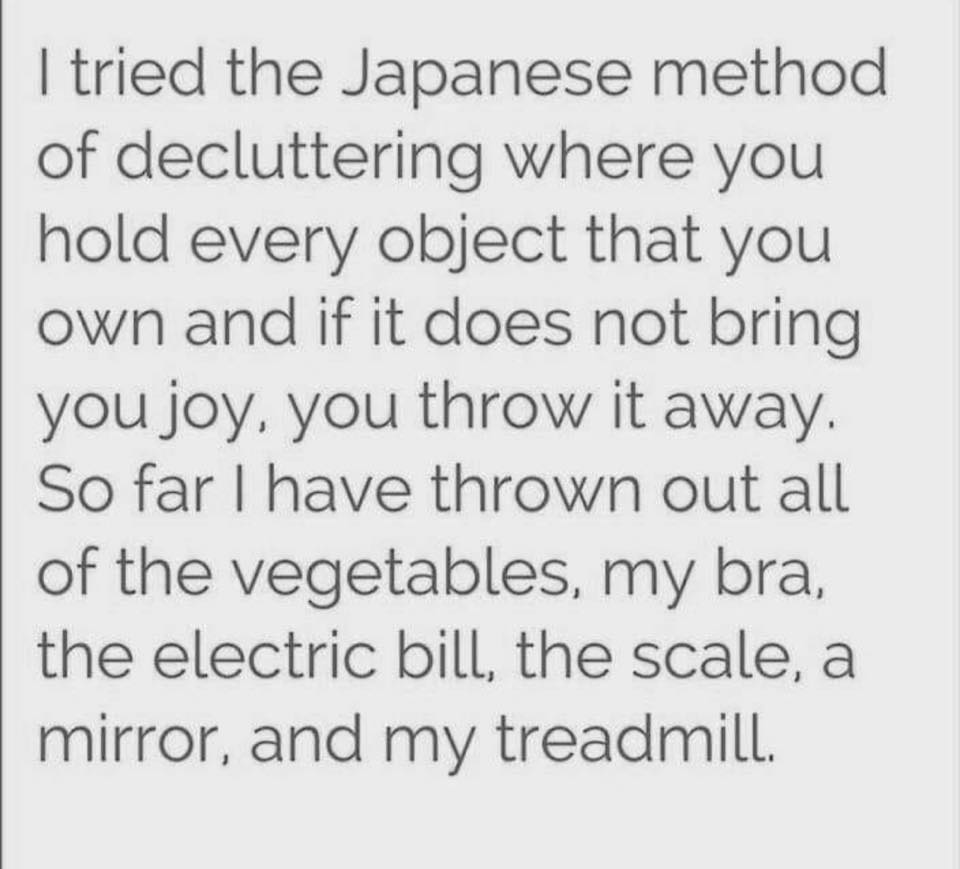 I tried the Japanese method
of decluttering where you
hold every object that you
own and if it does not bring
you joy, you throw it away.
So far I have thrown out all
of the vegetables, my bra,
the electric bill, the scale, a
mirror, and my treadmill.